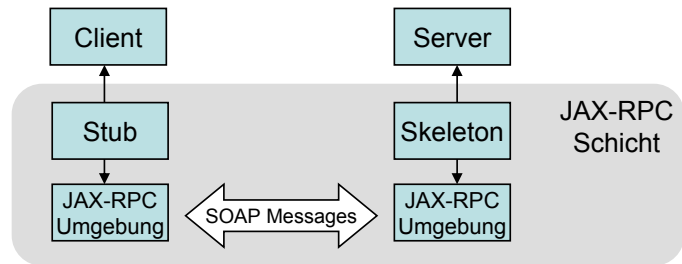 Client
Server
Stub
Skeleton
JAX-RPC
Schicht
JAX-RPC
Umgebung
SOAP Messages
JAX-RPC
Umgebung